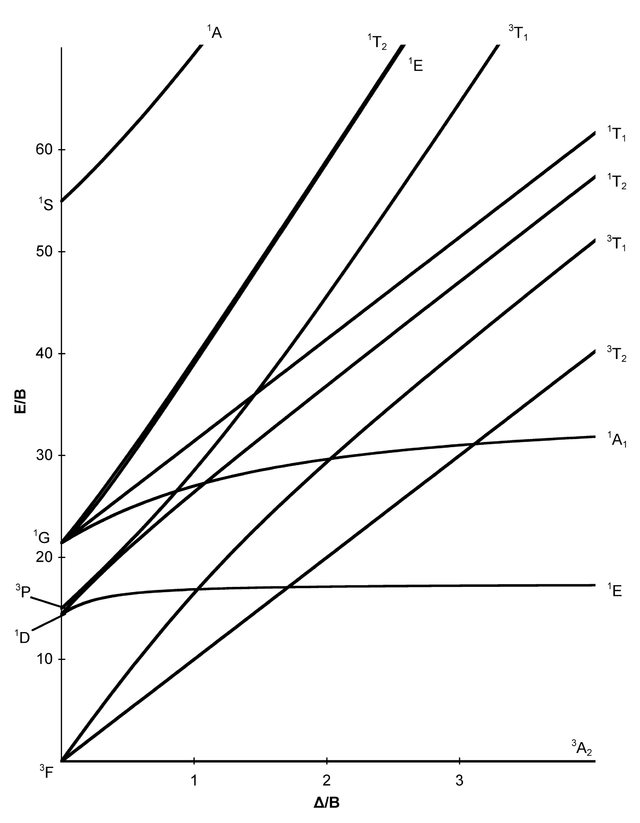 ¹A
¹T₂
¹E
³T₁
60
¹T₁
¹T₂
¹S
50
³T₁
40
³T₂
E/B
30
¹A₁
¹G
20
³P
¹E
¹D
10
³A₂
³F
1
2
3
Δ/B